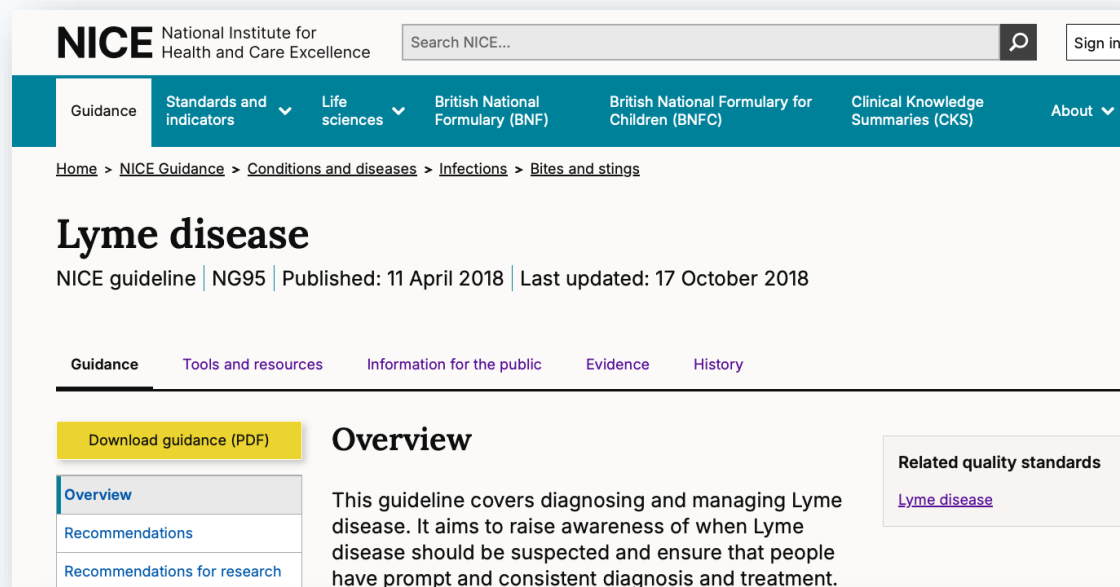 NICE National Institute for
Health and Care Excellence
Search NICE...
Sign in
Guidance
Standards and
indicators
Life
sciences
British National
Formulary (BNF)
British National Formulary for
Children (BNFC)
Clinical Knowledge
Summaries (CKS)
About
Home > NICE Guidance > Conditions and diseases > Infections > Bites and stings
Lyme disease
NICE guideline | NG95 | Published: 11 April 2018 | Last updated: 17 October 2018
Guidance Tools and resources Information for the public Evidence History
Download guidance (PDF)
Overview
Recommendations
Recommendations for research
Overview
This guideline covers diagnosing and managing Lyme
disease. It aims to raise awareness of when Lyme
disease should be suspected and ensure that people
have prompt and consistent diagnosis and treatment.
Related quality standards
Lyme disease